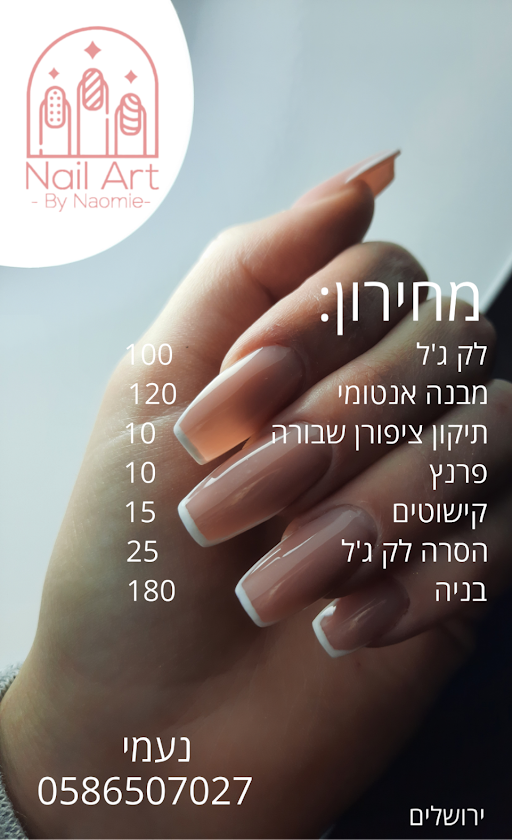 Nail Art
- By Naomie-
מחירון:
לק ג'ל 100
מבנה אנטומי 120
תיקון ציפורן שבורה 10
פרנץ 10
קישוטים 15
הסרה לק ג'ל 25
בניה 180
נעמי
0586507027
ירושלים